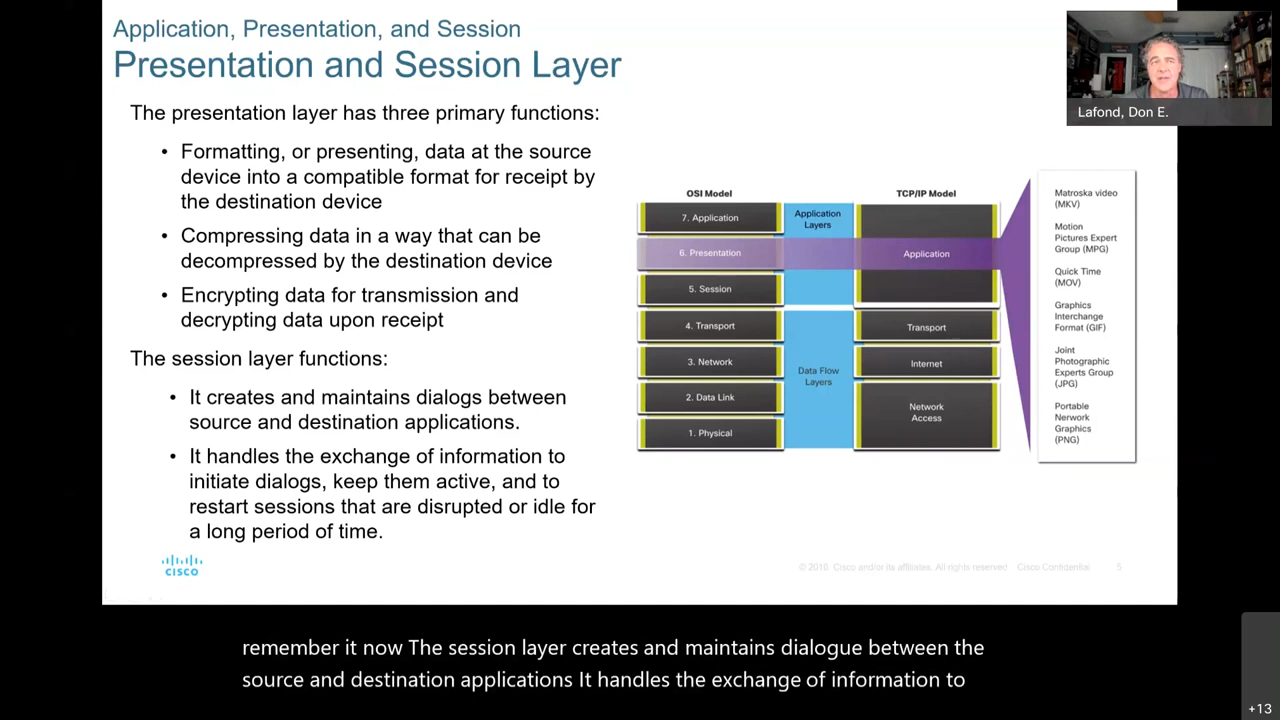 Application, Presentation, and Session
Presentation and Session Layer
The presentation layer has three primary functions:
• Formatting, or presenting, data at the source
device into a compatible format for receipt by
the destination device
• Compressing data in a way that can be
decompressed by the destination device
• Encrypting data for transmission and
decrypting data upon receipt
The session layer functions:
• It creates and maintains dialogs between
source and destination applications.
• It handles the exchange of information to
initiate dialogs, keep them active, and to
restart sessions that are disrupted or idle for
a long period of time.
OSI Model
7. Application
6. Presentation
5. Session
4. Transport
3. Network
2. Data Link
1. Physical
Application
Layers
Data Flow
Layers
TCP/IP Model
Application
Transport
Internet
Network
Access
Matroska video
(MKV)
Motion
Pictures Expert
Group (MPG)
Quick Time
(MOV)
Graphics
Interchange
Format (GIF)
Joint
Photographic
Experts Group
(JPG)
Portable
Nerwork
Graphics
(PNG)
Lafond, Don E.
CISCO
© 2016 Cisco and/or its affiliates. All rights reserved Cisco Confidential 5
remember it now The session layer creates and maintains dialogue between the
source and destination applications It handles the exchange of information to
+13